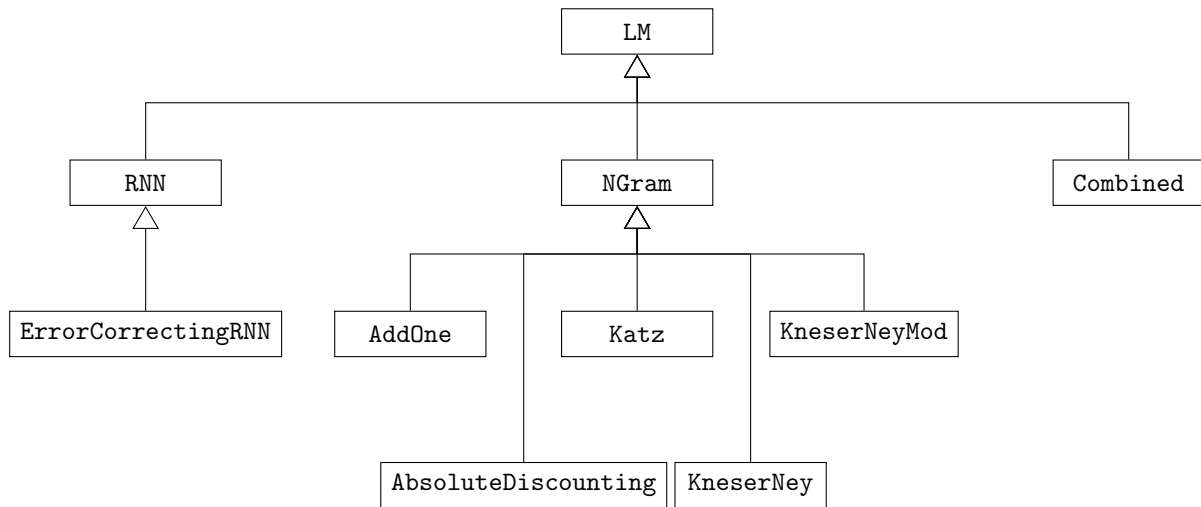 LM
RNN
NGram
Combined
ErrorCorrectingRNN
AddOne
Katz
KneserNeyMod
AbsoluteDiscounting
KneserNey